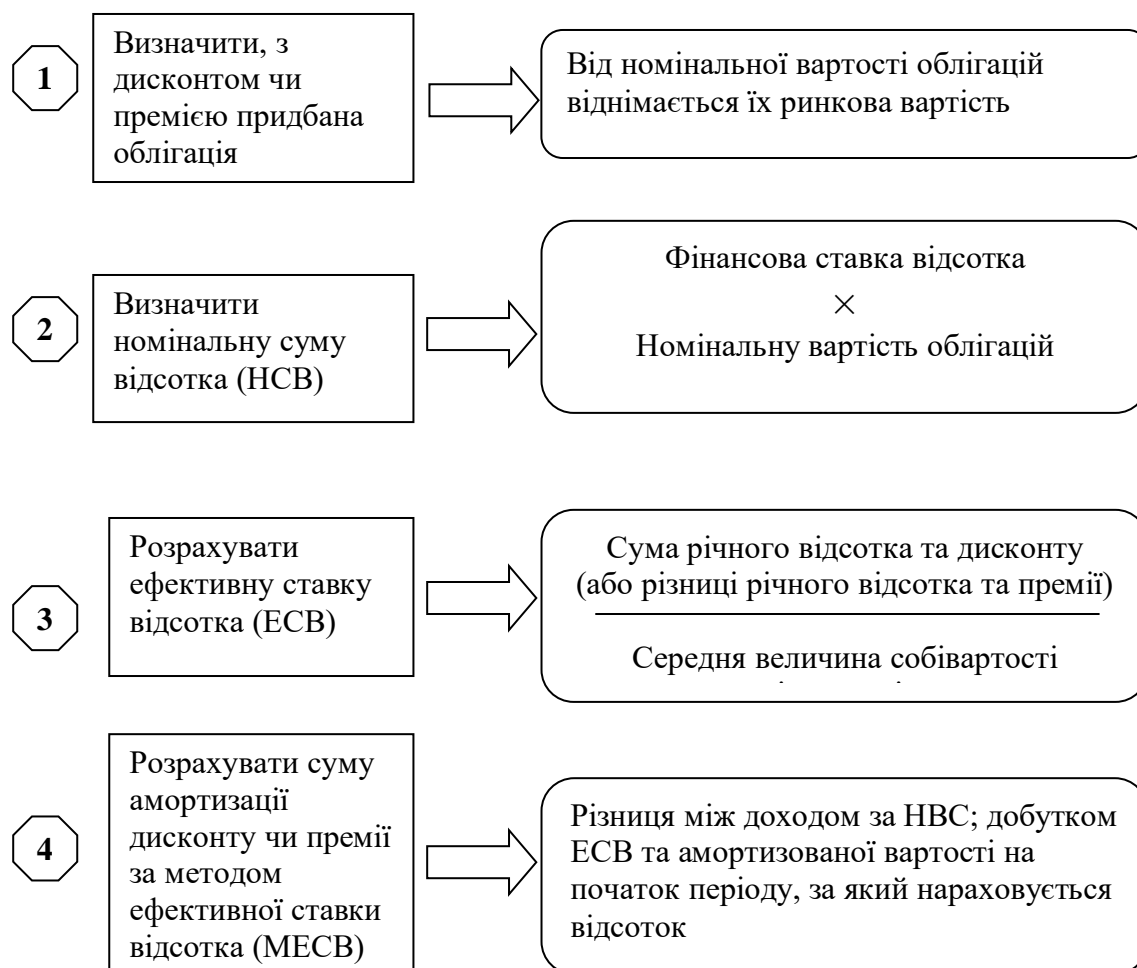 1
Визначити, з
дисконтом чи
премією придбана
облігація
Від номінальної вартості облігацій
віднімається їх ринкова вартість
2
Визначити
номінальну суму
відсотка (НСВ)
Фінансова ставка відсотка
×
Номінальну вартість облігацій
3
Розрахувати
ефективну ставку
відсотка (ЕСВ)
Сума річного відсотка та дисконту
(або різниці річного відсотка та премії)
Середня величина собівартості
4
Розрахувати суму
амортизації
дисконту чи премії
за методом
ефективної ставки
відсотка (МЕСВ)
Різниця між доходом за НВС; добутком
ЕСВ та амортизованої вартості на
початок періоду, за який нараховується
відсоток